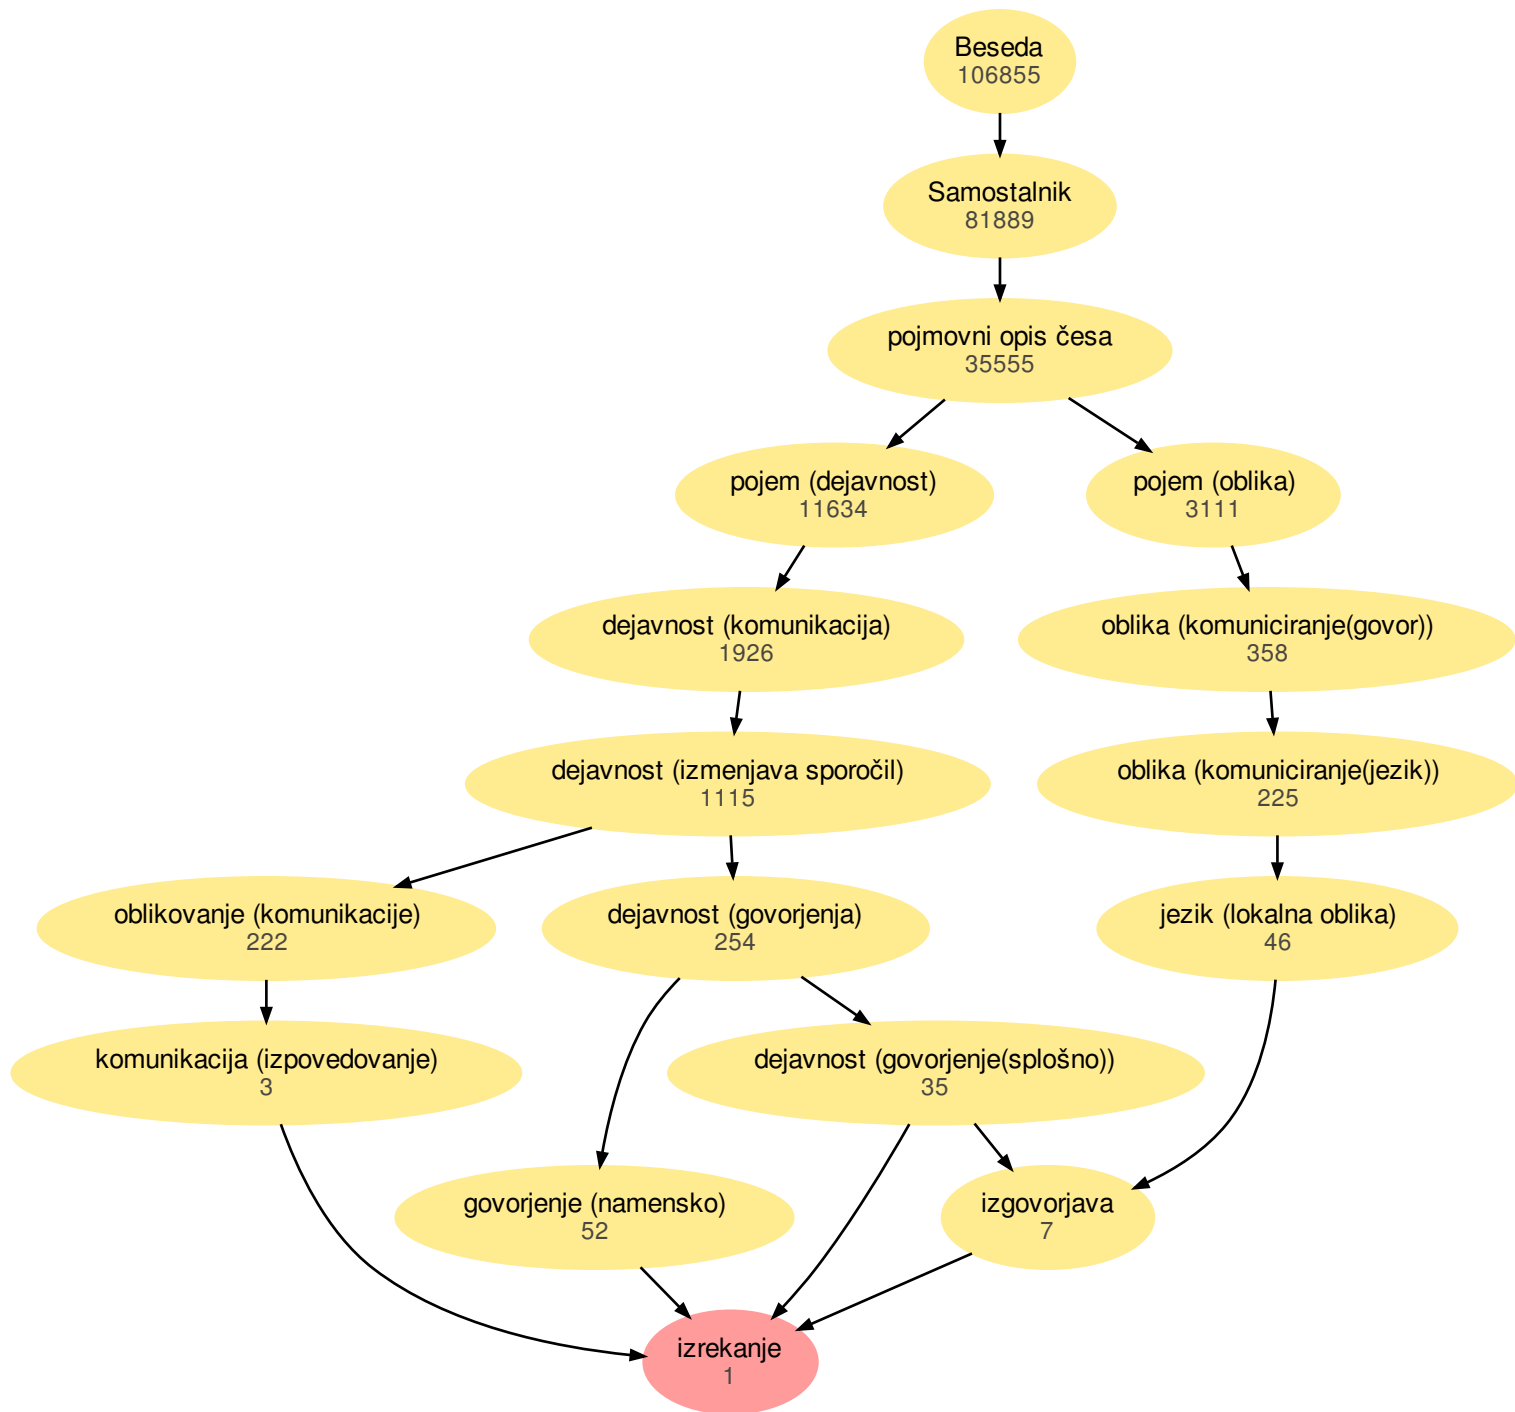 Beseda
106855
Samostalnik
81889
pojmovni opis česa
35555
pojem (dejavnost)
11634
pojem (oblika)
3111
dejavnost (komunikacija)
1926
oblika (komuniciranje(govor))
358
dejavnost (izmenjava sporočil)
1115
oblika (komuniciranje(jezik))
225
oblikovanje (komunikacije)
222
dejavnost (govorjenja)
254
jezik (lokalna oblika)
46
komunikacija (izpovedovanje)
3
dejavnost (govorjenje(splošno))
35
govorjenje (namensko)
52
izgovorjava
7
izrekanje
1